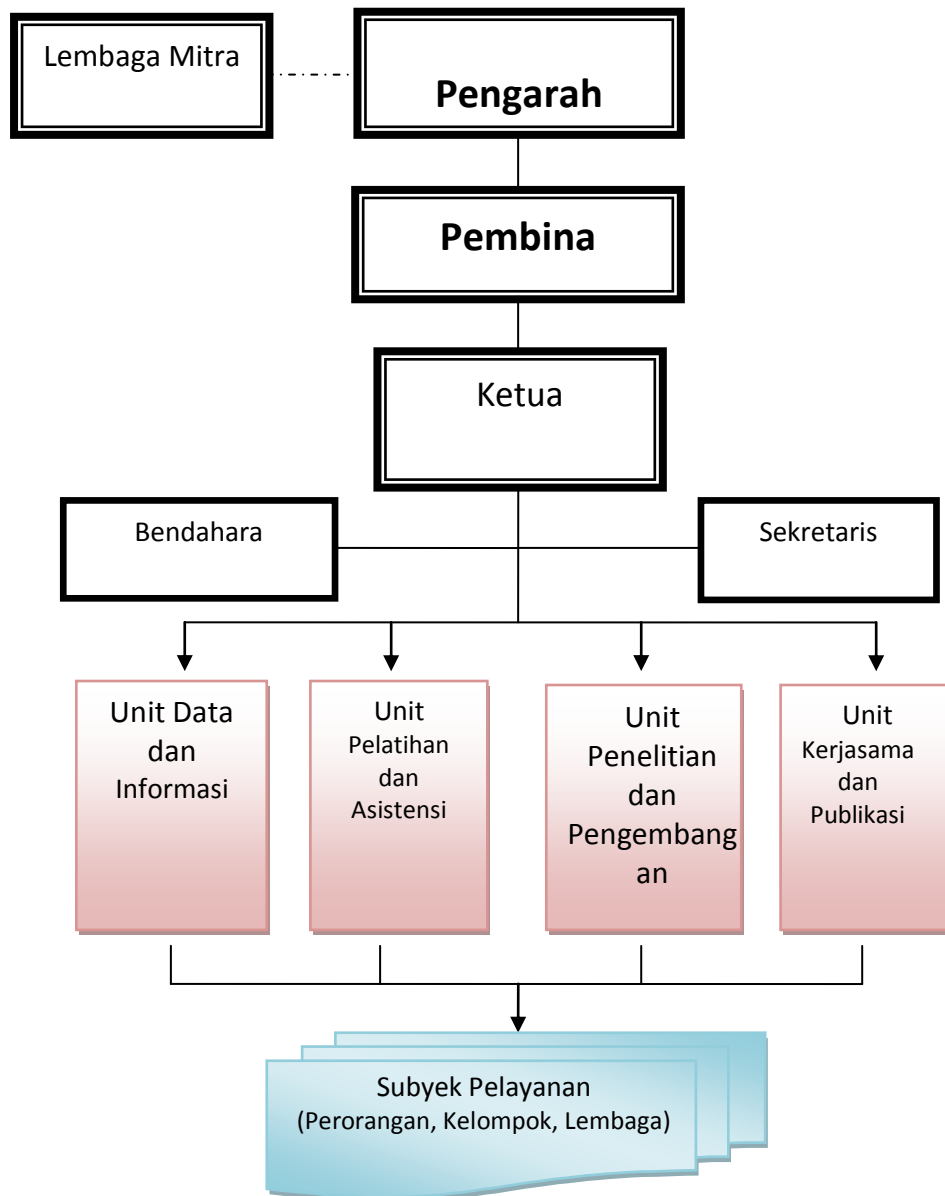 Lembaga Mitra
Pengarah
Pembina
Ketua
Bendahara
Sekretaris
Unit Data
dan
Informasi
Unit
Pelatihan
dan
Asistensi
Unit
Penelitian
dan
Pengembang
an
Unit
Kerjasama
dan
Publikasi
Subyek Pelayanan
(Perorangan, Kelompok, Lembaga)